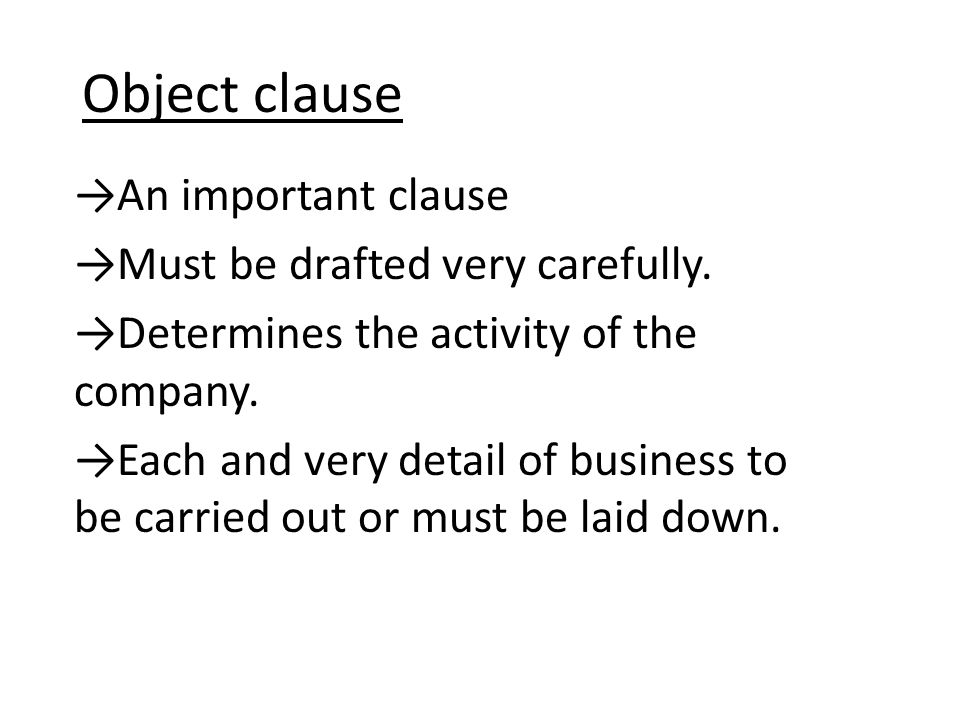 Object clause
→An important clause
→Must be drafted very carefully.
→Determines the activity of the
company.
→Each and very detail of business to
be carried out or must be laid down.